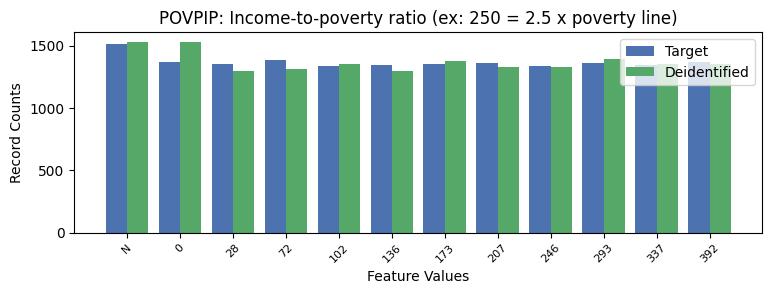 POVPIP: Income-to-poverty ratio (ex: 250 = 2.5 x poverty line)
Target
Deidentified
Record Counts
1500
1000
500
0
N
0
28
72
102
136
173
207
246
293
337
392
Feature Values